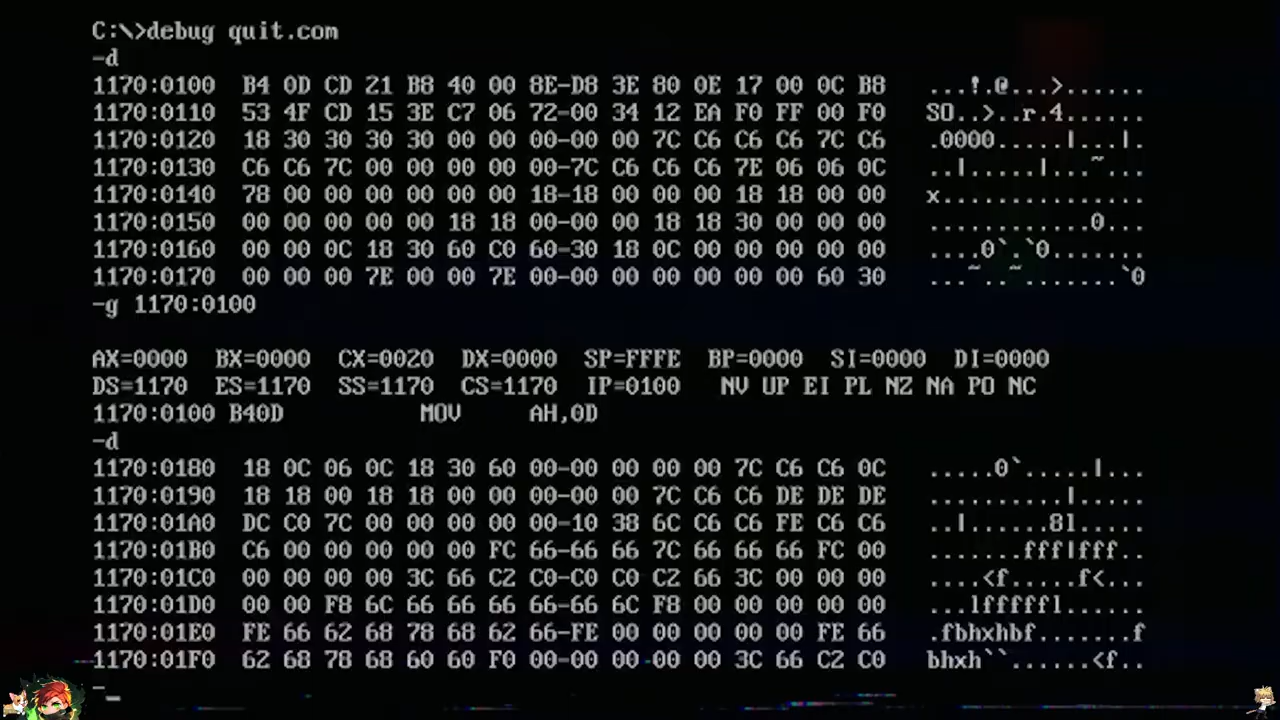 C:\>debug quit.com
-d
1170:0100  B4 0D CD 21 B8 40 00 8E-D8 3E 80 0E 17 00 0C B8   ...!.@...>......
1170:0110  53 4F CD 15 3E C7 06 72-00 34 12 EA F0 FF 00 F0   SO..>..r.4......
1170:0120  18 30 30 30 30 00 00 00-00 00 7C C6 C6 C6 7C C6   .0000.....|...|.
1170:0130  C6 C6 7C 00 00 00 00 00-7C C6 C6 C6 7E 06 06 0C   ..|.....|...~...
1170:0140  78 00 00 00 00 00 00 18-18 00 00 00 18 18 00 00   x...............
1170:0150  00 00 00 00 00 18 18 00-00 00 18 18 30 00 00 00   ............0...
1170:0160  00 00 0C 18 30 60 C0 60-30 18 0C 00 00 00 00 00   ....0`.`0.......
1170:0170  00 00 00 7E 00 00 7E 00-00 00 00 00 00 00 60 30   ...~..~.......`0
-g 1170:0100
AX=0000  BX=0000  CX=0020  DX=0000  SP=FFFE  BP=0000  SI=0000  DI=0000
DS=1170  ES=1170  SS=1170  CS=1170  IP=0100   NV UP EI PL NZ NA PO NC
1170:0100 B40D          MOV     AH,0D
-d
1170:0180  18 0C 06 0C 18 30 60 00-00 00 00 00 7C C6 C6 0C   .....0`.....|...
1170:0190  18 18 00 18 18 00 00 00-00 00 7C C6 C6 DE DE DE   ..........|.....
1170:01A0  DC C0 7C 00 00 00 00 00-10 38 6C C6 C6 FE C6 C6   ..|......8l.....
1170:01B0  C6 00 00 00 00 00 FC 66-66 66 7C 66 66 66 FC 00   .......fff|fff..
1170:01C0  00 00 00 00 3C 66 C2 C0-C0 C0 C2 66 3C 00 00 00   ....<f.....f<...
1170:01D0  00 00 F8 6C 66 66 66 66-66 6C F8 00 00 00 00 00   ...lfffffl......
1170:01E0  FE 66 62 68 78 68 62 66-FE 00 00 00 00 00 FE 66   .fbhxhbf.......f
1170:01F0  62 68 78 68 60 60 F0 00-00 00 00 00 3C 66 C2 C0   bhxh``......<f..
-_